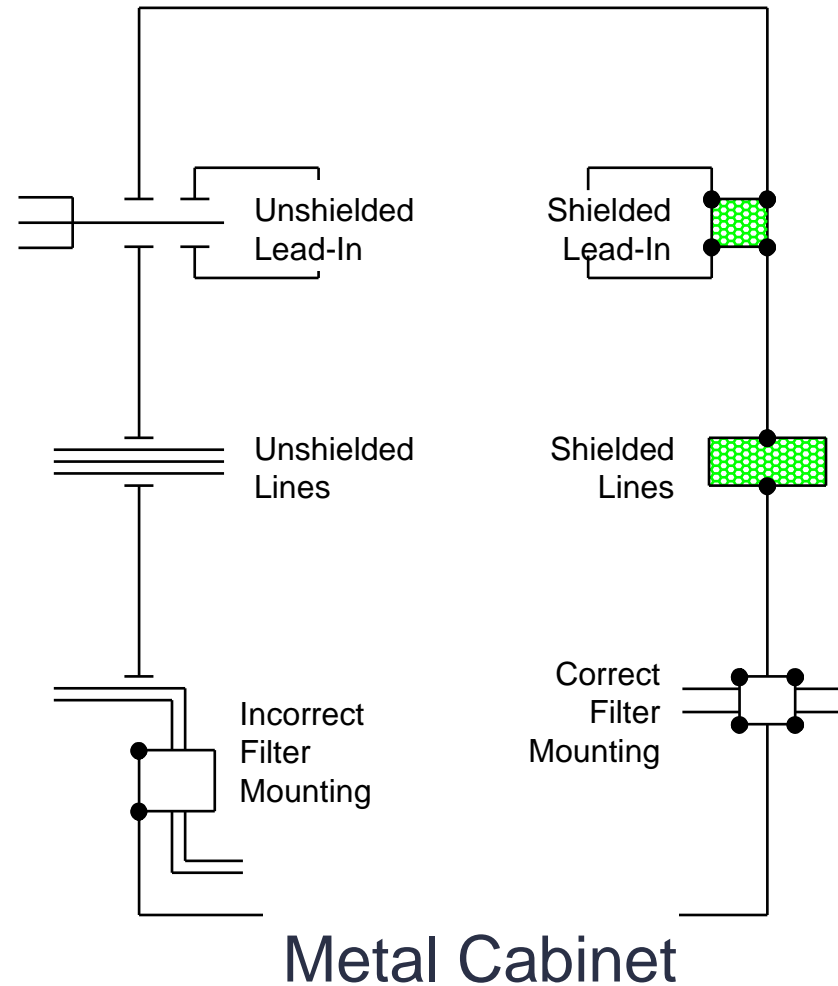 Unshielded
Lead-In
Shielded
Lead-In
Unshielded
Lines
Shielded
Lines
Incorrect
Filter
Mounting
Correct
Filter
Mounting
Metal Cabinet